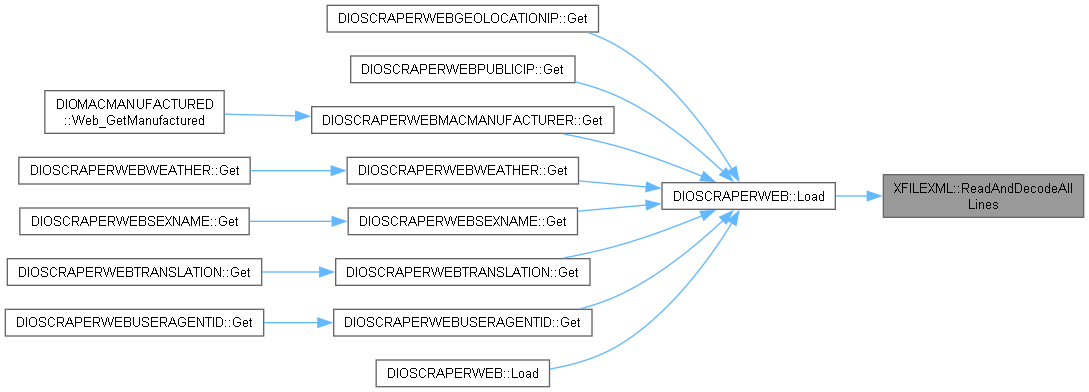 DIOSCRAPERWEBGEOLOCATIONIP::Get
DIOSCRAPERWEBPUBLICIP::Get
DIOMACMANUFACTURED
::Web_GetManufactured
DIOSCRAPERWEBMACMANUFACTURER::Get
DIOSCRAPERWEBWEATHER::Get
DIOSCRAPERWEBWEATHER::Get
DIOSCRAPERWEB::Load
XFILEXML::ReadAndDecodeAll
Lines
DIOSCRAPERWEBSEXNAME::Get
DIOSCRAPERWEBSEXNAME::Get
DIOSCRAPERWEBTRANSLATION::Get
DIOSCRAPERWEBTRANSLATION::Get
DIOSCRAPERWEBUSERAGENTID::Get
DIOSCRAPERWEBUSERAGENTID::Get
DIOSCRAPERWEB::Load